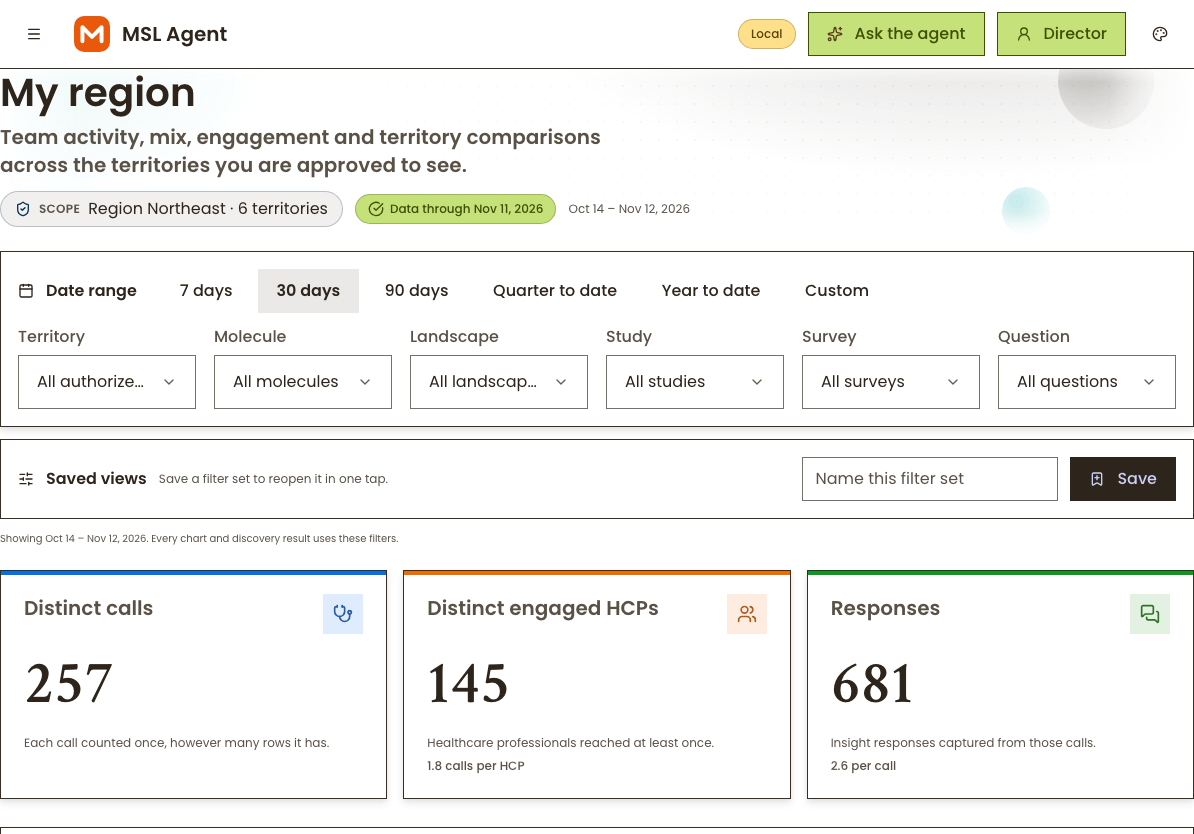 MSL Agent
Local
Ask the agent
Director
My region
Team activity, mix, engagement and territory comparisons
across the territories you are approved to see.
SCOPE Region Northeast · 6 territories
Data through Nov 11, 2026
Oct 14 – Nov 12, 2026
Date range
7 days
30 days
90 days
Quarter to date
Year to date
Custom
Territory
Molecule
Landscape
Study
Survey
Question
All authorize...
All molecules
All landscap...
All studies
All surveys
All questions
Saved views
Save a filter set to reopen it in one tap.
Name this filter set
Save
Showing Oct 14 – Nov 12, 2026. Every chart and discovery result uses these filters.
Distinct calls
257
Each call counted once, however many rows it has.
Distinct engaged HCPs
145
Healthcare professionals reached at least once.
1.8 calls per HCP
Responses
681
Insight responses captured from those calls.
2.6 per call